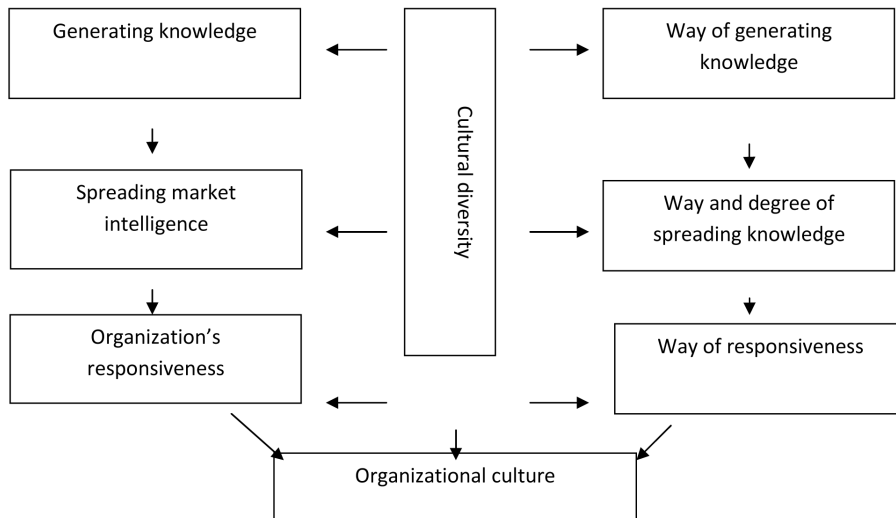 Generating knowledge
Way of generating
knowledge
Cultural diversity
Spreading market
intelligence
Way and degree of
spreading knowledge
Organization’s
responsiveness
Way of responsiveness
Organizational culture